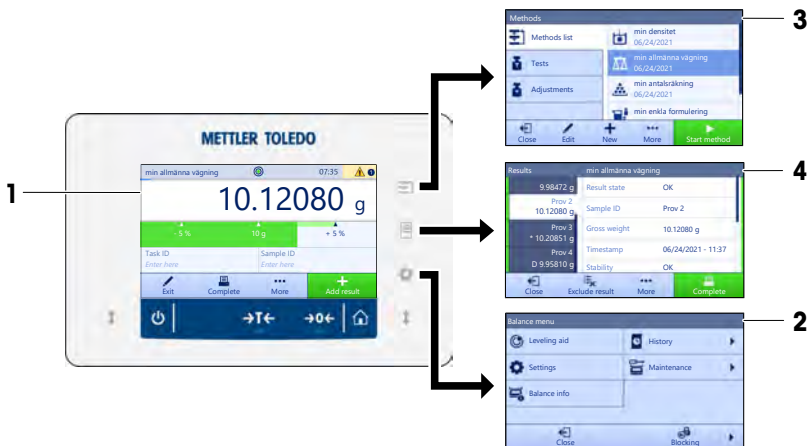 1
METTLER TOLEDO
min allmänna vägning
07:35
10.12080 g
- 5 %
10 g
+ 5 %
Task ID
Enter here
Sample ID
Enter here
Exit
Complete
More
Add result
→T←
→0←
3
Methods
Methods list
Tests
Adjustments
min densitet
06/24/2021
min allmänna vägning
06/24/2021
min antalsräkning
06/24/2021
min enkla formulering
Close
Edit
New
More
Start method
4
Results
min allmänna vägning
9.98472 g
Prov 2
10.12080 g
Prov 3
* 10.20851 g
Prov 4
D 9.95810 g
Result state OK
Sample ID Prov 2
Gross weight 10.12080 g
Timestamp 06/24/2021 - 11:37
Stability OK
Close
Exclude result
More
Complete
2
Balance menu
Leveling aid
Settings
Balance info
History
Maintenance
Close
Blocking